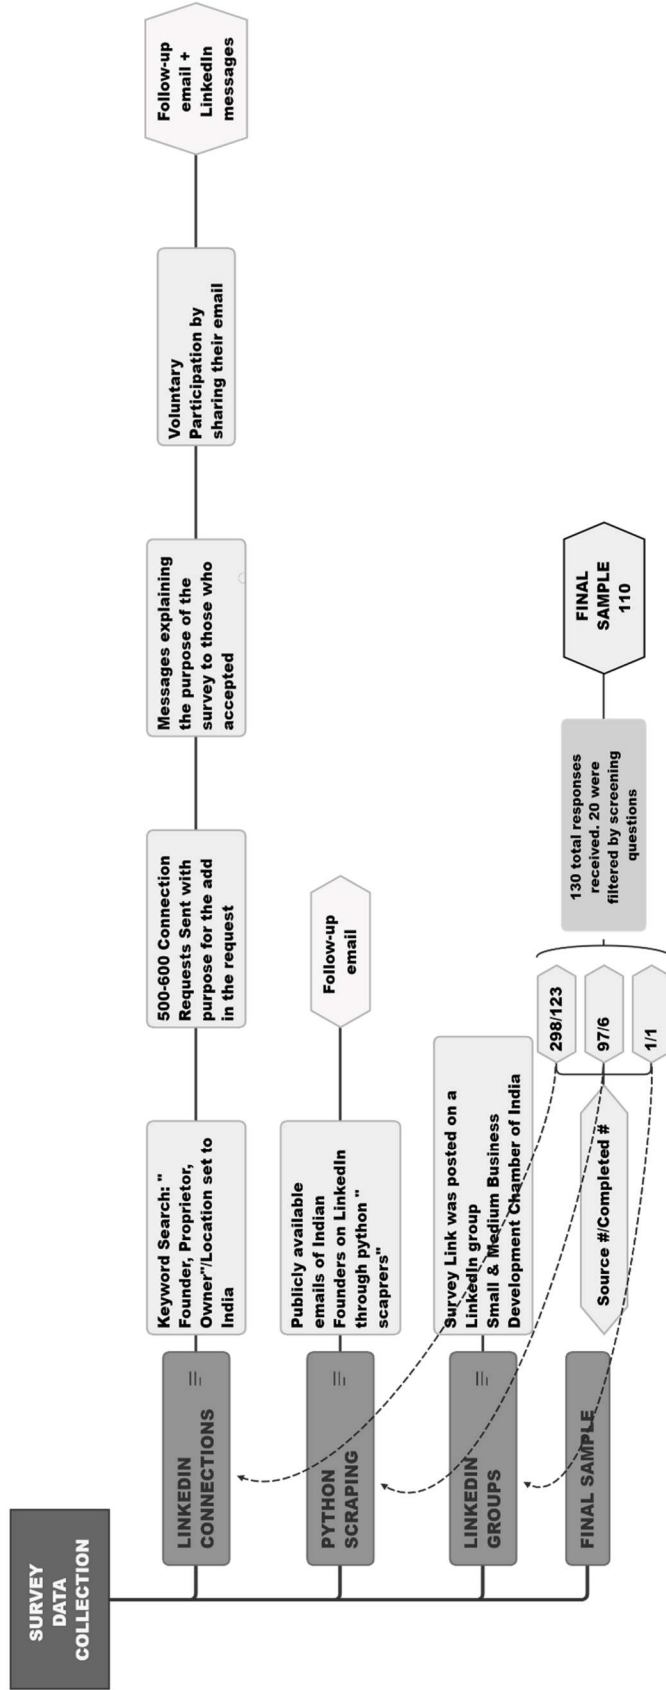 SURVEY
DATA
COLLECTION
LINKEDIN
CONNECTIONS
Keyword Search: "
Founder, Proprietor,
Owner"/Location set to
India
500-600 Connection
Requests Sent with
purpose for the add
in the request
Messages explaining
the purpose of the
survey to those who
accepted
Voluntary
Participation by
sharing their email
Follow-up
email +
LinkedIn
messages
PYTHON
SCRAPING
Publicly available
emails of Indian
Founders on LinkedIn
through python "
scaprers"
Follow-up
email
LINKEDIN
GROUPS
Survey Link was posted on a
LinkedIn group
Small & Medium Business
Development Chamber of India
FINAL SAMPLE
Source #/Completed #
298/123
97/6
1/1
130 total responses
received. 20 were
filtered by screening
questions
FINAL
SAMPLE
110